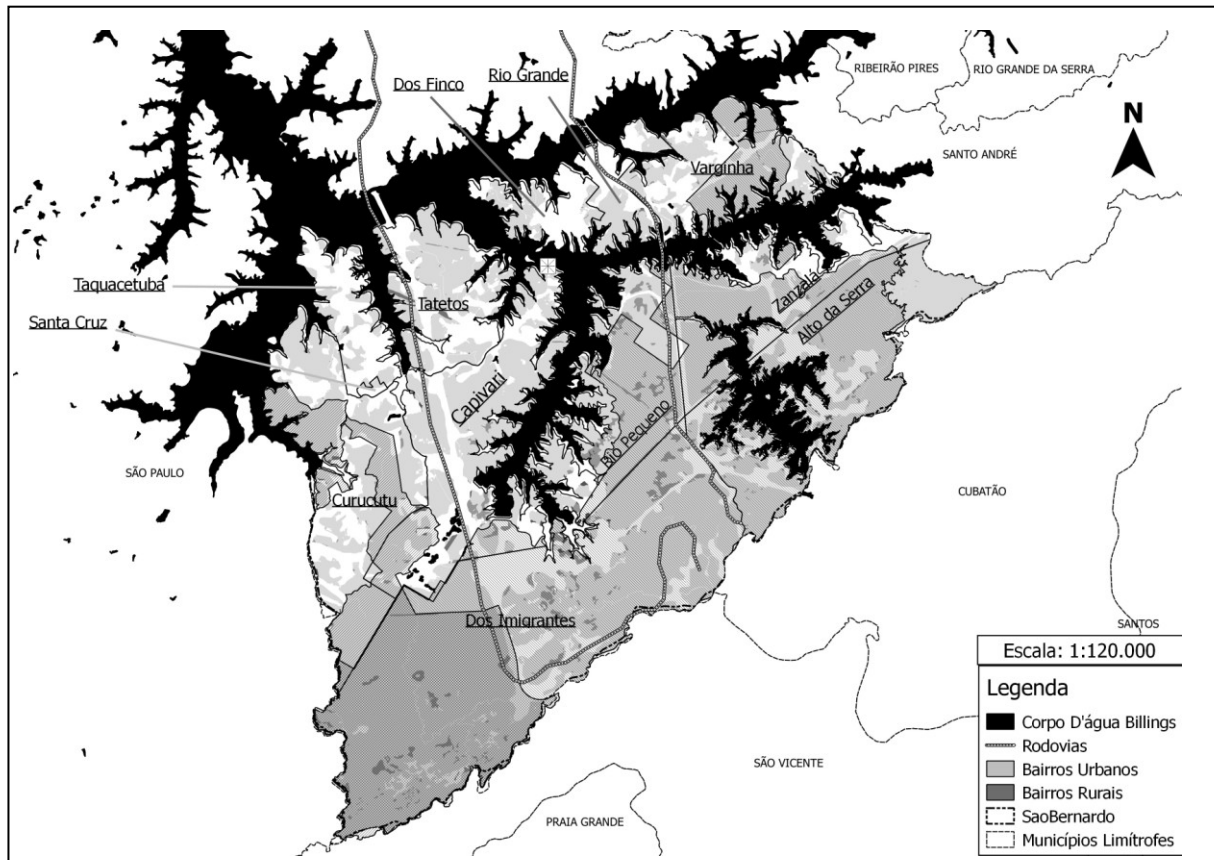 RIBEIRÃO PIRES
RIO GRANDE DA SERRA
Rio Grande
Dos Finco
N
SANTO ANDRÉ
Varginha
Taquacetuba
Tatetos
Zanzalá
Santa Cruz
Alto da Serra
Capivari
Rio Pequeno
SÃO PAULO
Curucutu
CUBATÃO
Dos Imigrantes
SANTOS
Escala: 1:120.000
Legenda
Corpo D'água Billings
Rodovias
Bairros Urbanos
Bairros Rurais
SaoBernardo
Municípios Limítrofes
SÃO VICENTE
PRAIA GRANDE